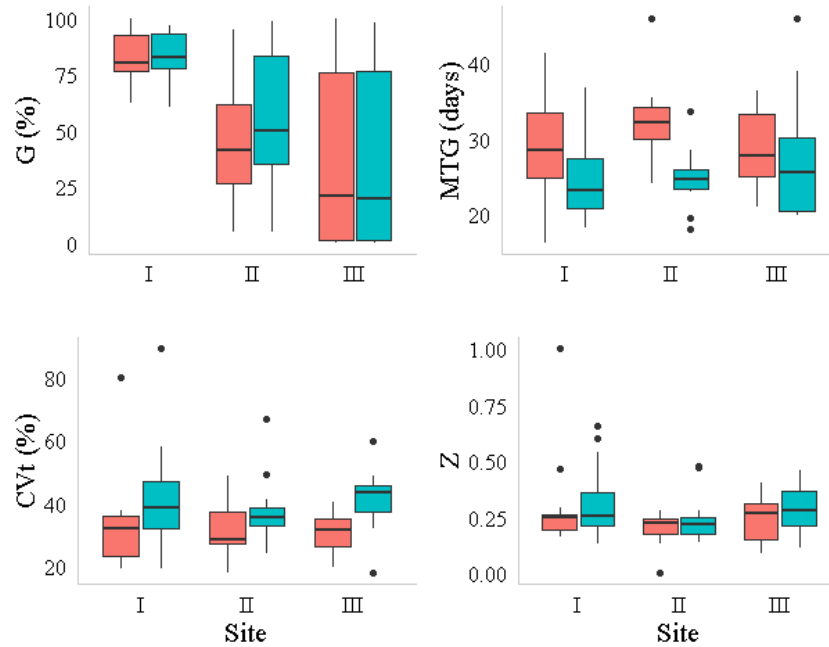 G (%)
100
75
50
25
0
I II III
MTG (days)
40
30
20
I II III
CVt (%)
80
60
40
20
I II III
Site
Z
1.00
0.75
0.50
0.25
0.00
I II III
Site